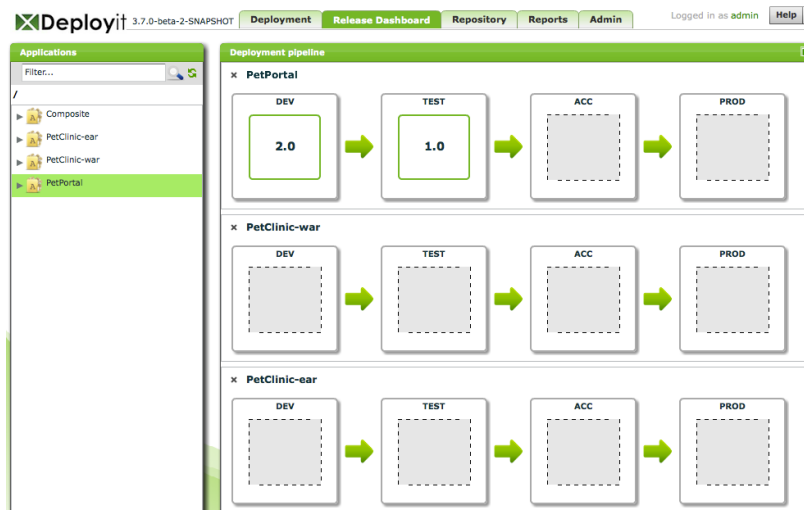 Deployit 3.7.0-beta-2-SNAPSHOT Deployment Release Dashboard Repository Reports Admin Logged in as admin Help
Applications
Filter...
/
Composite
PetClinic-ear
PetClinic-war
PetPortal
Deployment pipeline
× PetPortal
DEV TEST ACC PROD
2.0 1.0
× PetClinic-war
DEV TEST ACC PROD
× PetClinic-ear
DEV TEST ACC PROD